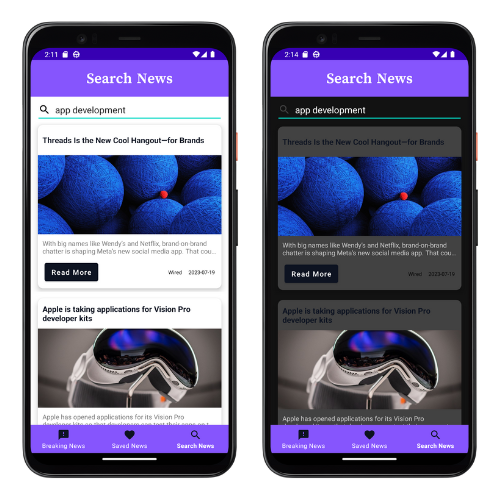 2:11
Search News
app development
Threads Is the New Cool Hangout—for Brands
With big names like Wendy's and Netflix, brand-on-brand
chatter is shaping Meta's new social media app. That cou...
Read More
Wired 2023-07-19
Apple is taking applications for Vision Pro
developer kits
Apple has opened applications for its Vision Pro
Breaking News
Saved News
Search News
2:14
Search News
app development
Threads Is the New Cool Hangout—for Brands
With big names like Wendy's and Netflix, brand-on-brand
chatter is shaping Meta's new social media app. That cou...
Read More
Wired 2023-07-19
Apple is taking applications for Vision Pro
developer kits
Apple has opened applications for its Vision Pro
Breaking News
Saved News
Search News